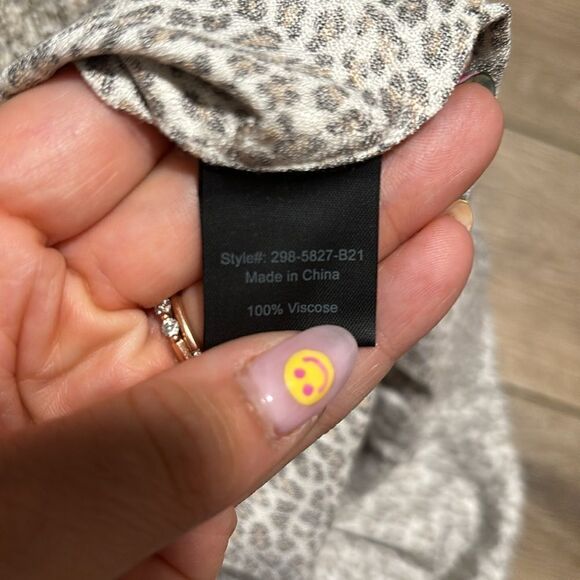 Style#: 298-5827-B21
Made in China
100% Viscose